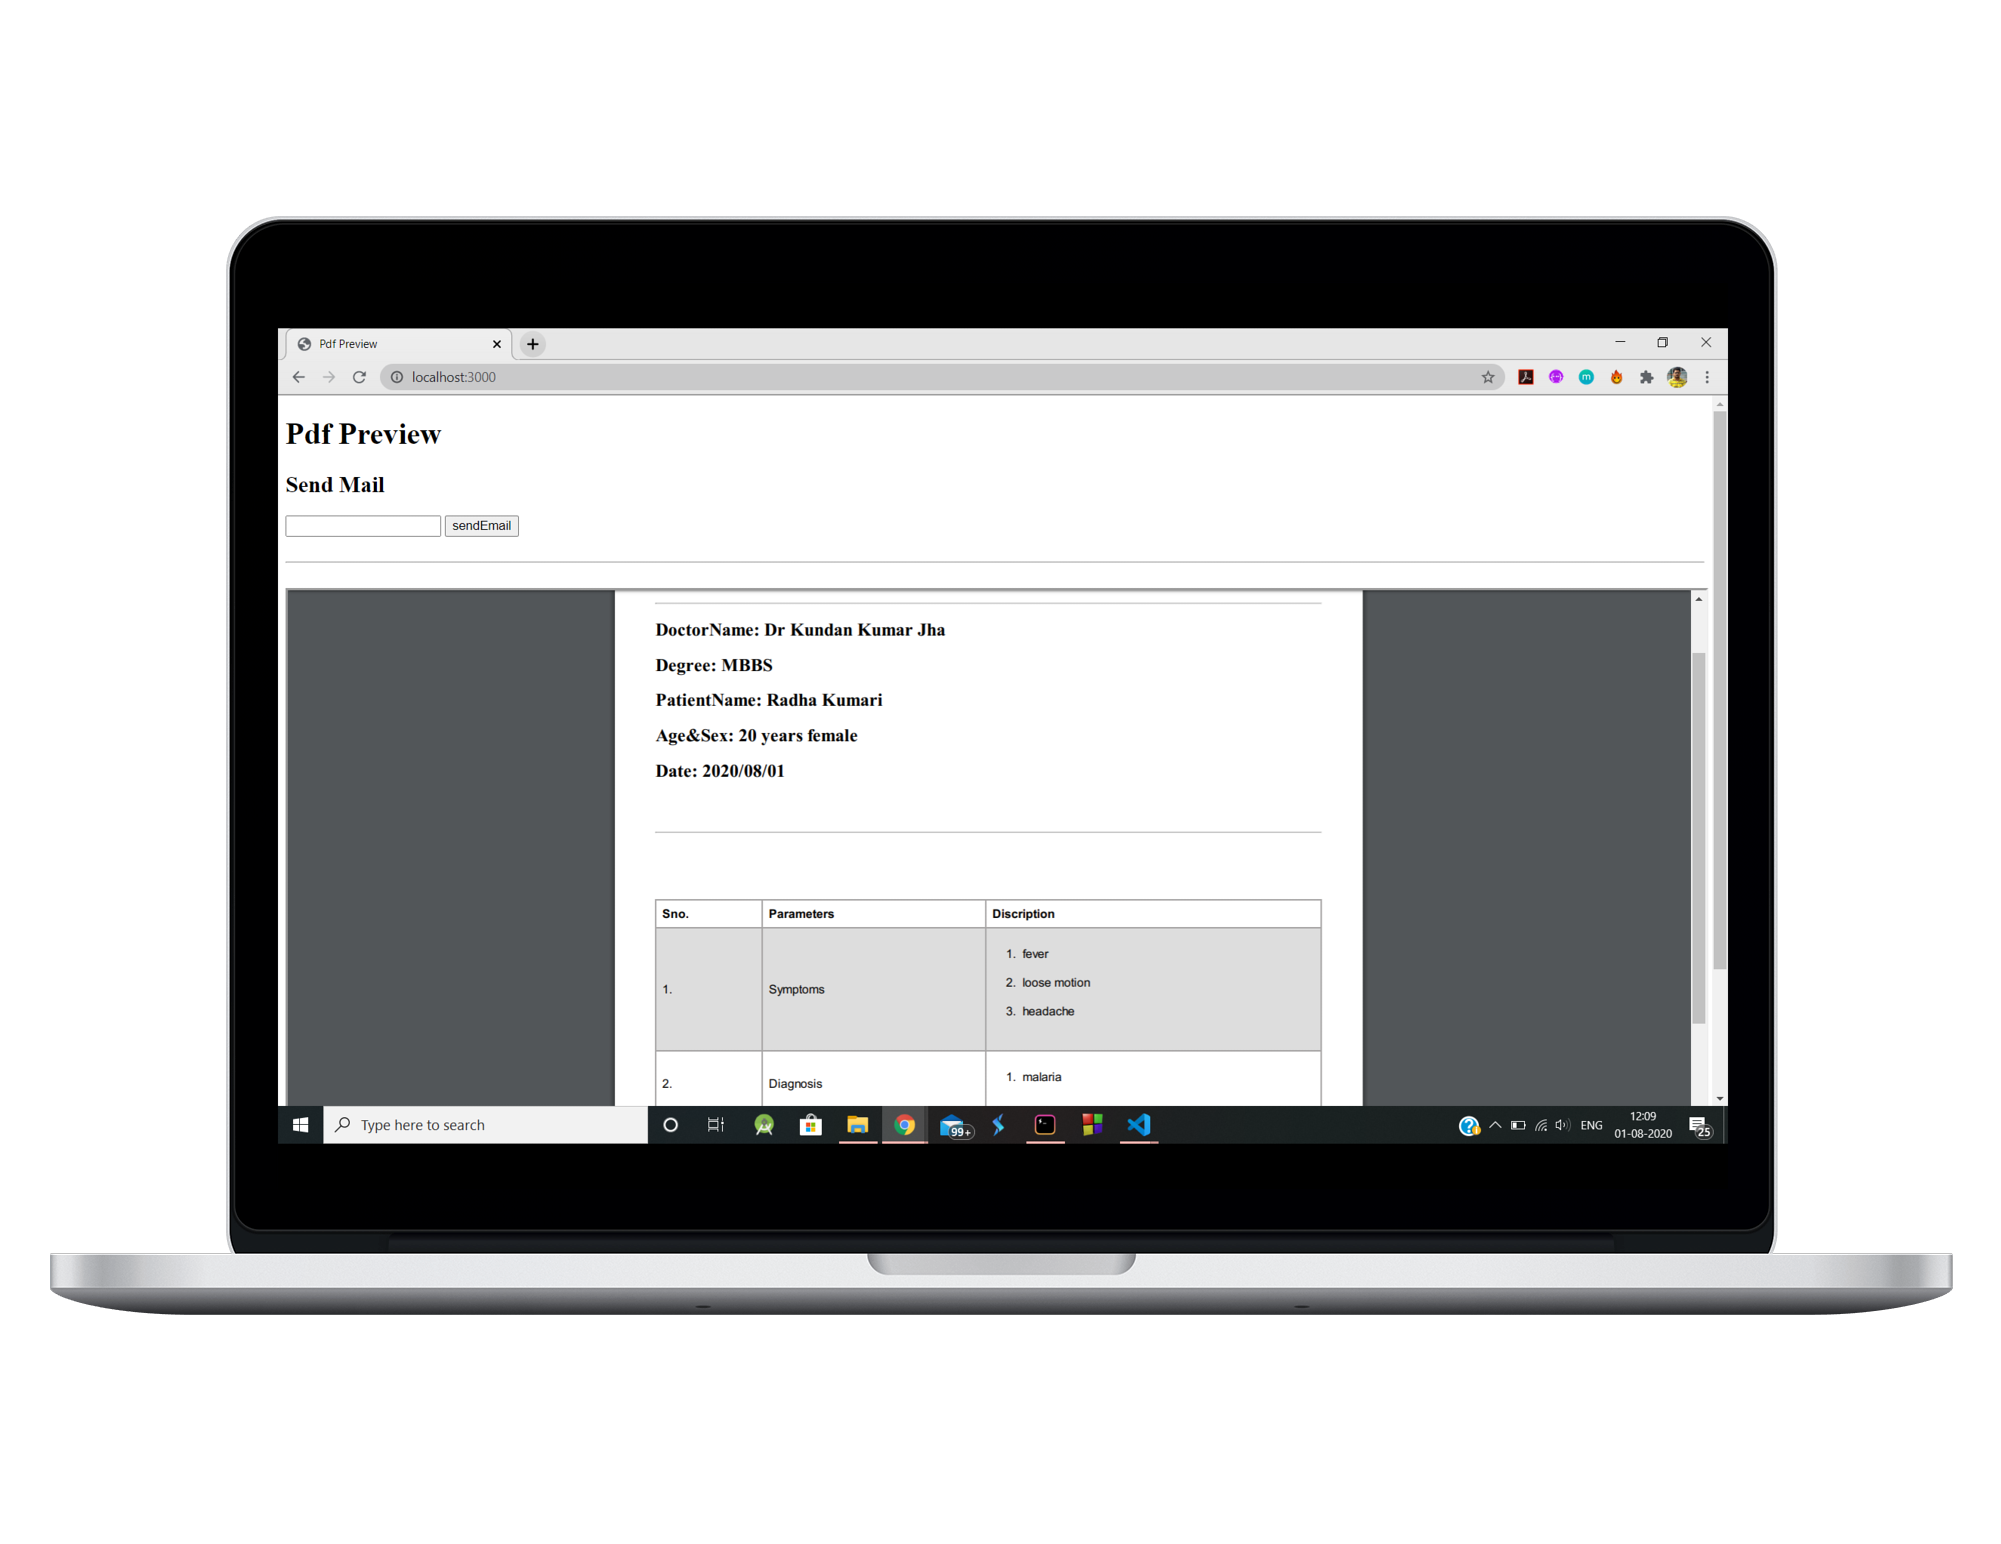 Pdf Preview
localhost:3000
m
Pdf Preview
Send Mail
sendEmail
DoctorName: Dr Kundan Kumar Jha
Degree: MBBS
PatientName: Radha Kumari
Age&Sex: 20 years female
Date: 2020/08/01
Sno. Parameters Discription
1. Symptoms
1. fever
2. loose motion
3. headache
2. Diagnosis
1. malaria
Type here to search
99+
ENG
12:09
01-08-2020
25